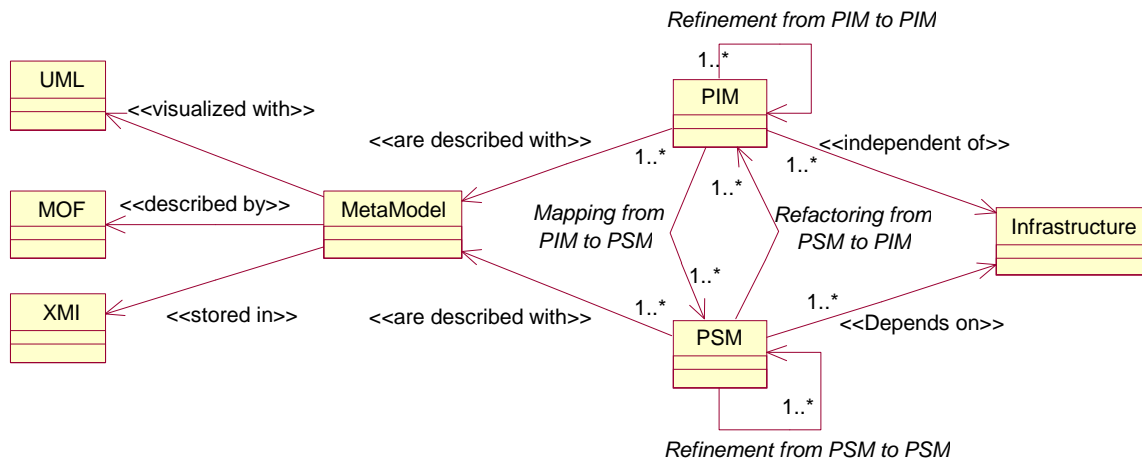 Refinement from PIM to PIM
1..*
UML
PIM
<<visualized with>>
<<are described with>>
1..*
1..*
<<independent of>>
1..*
MOF
<<described by>>
MetaModel
Mapping from
PIM to PSM
Refactoring from
PSM to PIM
Infrastructure
XMI
<<stored in>>
<<are described with>>
1..*
1..*
1..*
<<Depends on>>
PSM
1..*
Refinement from PSM to PSM